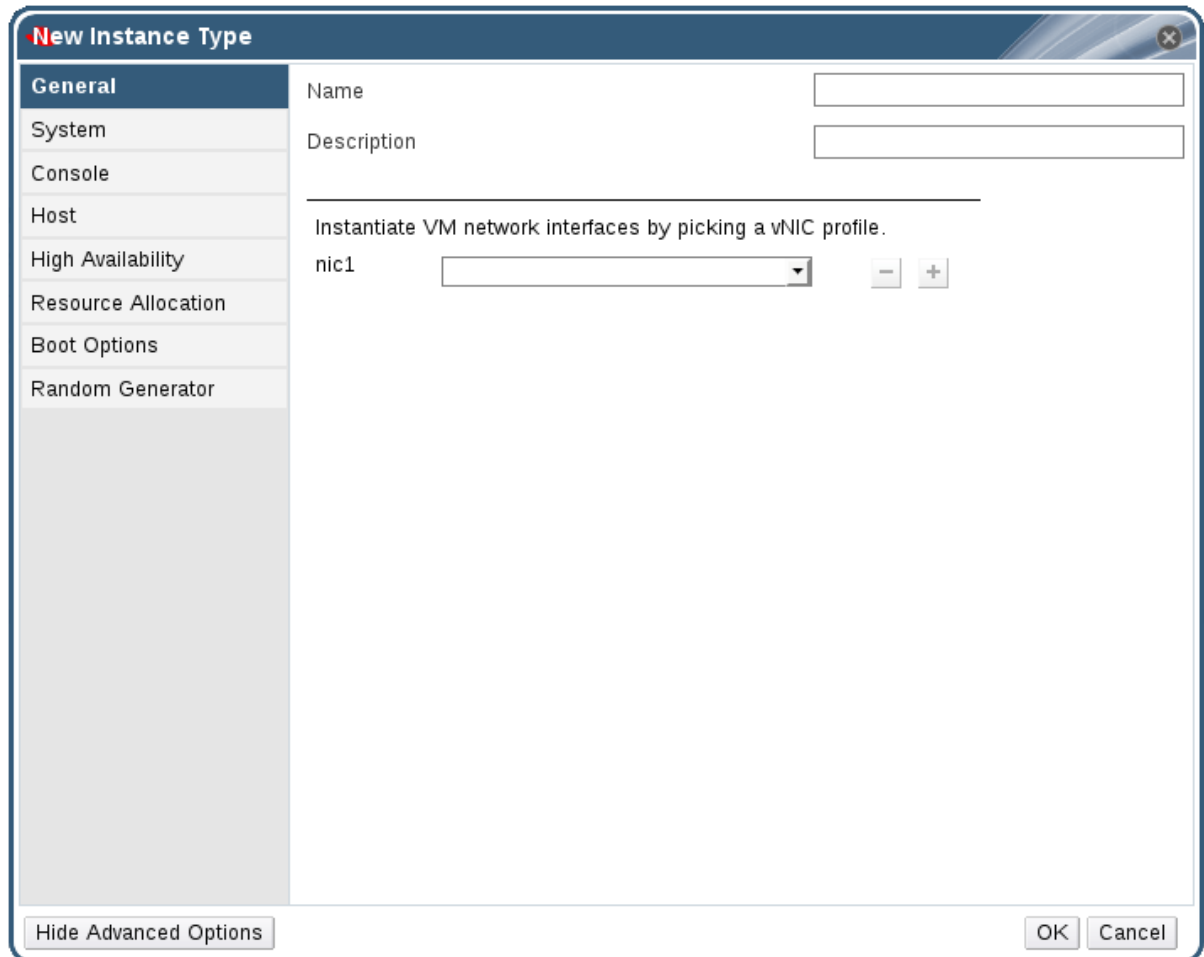 New Instance Type
General
System
Console
Host
High Availability
Resource Allocation
Boot Options
Random Generator
Name
Description
Instantiate VM network interfaces by picking a vNIC profile.
nic1
Hide Advanced Options
OK
Cancel